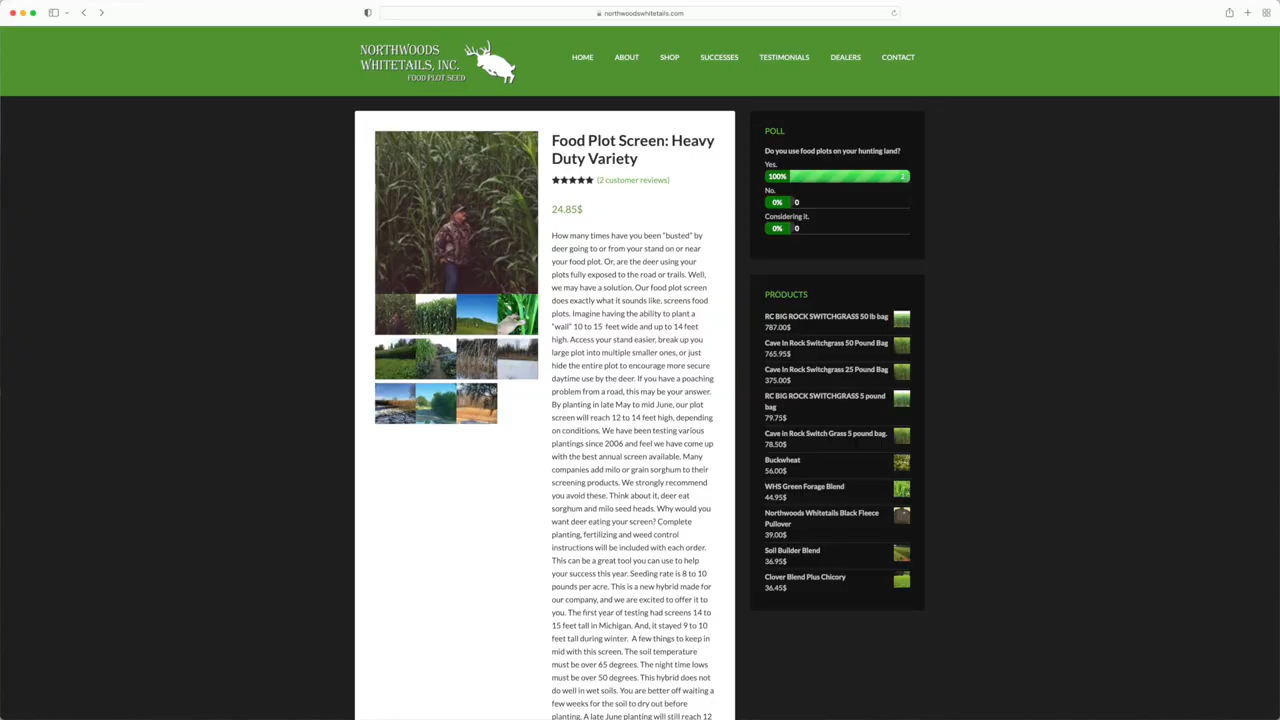 northwoodswhitetails.com
NORTHWOODS
WHITETAILS, INC.
FOOD PLOT SEED
HOME ABOUT SHOP SUCCESSES TESTIMONIALS DEALERS CONTACT
Food Plot Screen: Heavy
Duty Variety
(2 customer reviews)
24.85$
How many times have you been "busted" by
deer going to or from your stand on or near
your food plot. Or, are the deer using your
plots fully exposed to the road or trails. Well,
we may have a solution. Our food plot screen
does exactly what it sounds like, screens food
plots. Imagine having the ability to plant a
"wall" 10 to 15 feet wide and up to 14 feet
high. Access your stand easier, break up you
large plot into multiple smaller ones, or just
hide the entire plot to encourage more secure
daytime use by the deer. If you have a poaching
problem from a road, this may be your answer.
By planting in late May to mid June, our plot
screen will reach 12 to 14 feet high, depending
on conditions. We have been testing various
plantings since 2006 and feel we have come up
with the best annual screen available. Many
companies add milo or grain sorghum to their
screening products. We strongly recommend
you avoid these. Think about it, deer eat
sorghum and milo seed heads. Why would you
want deer eating your screen? Complete
planting, fertilizing and weed control
instructions will be included with each order.
This can be a great tool you can use to help
your success this year. Seeding rate is 8 to 10
pounds per acre. This is a new hybrid made for
our company, and we are excited to offer it to
you. The first year of testing had screens 14 to
15 feet tall in Michigan. And, it stayed 9 to 10
feet tall during winter. A few things to keep in
mid with this screen. The soil temperature
must be over 65 degrees. The night time lows
must be over 50 degrees. This hybrid does not
do well in wet soils. You are better off waiting a
few weeks for the soil to dry out before
planting. A late June planting will still reach 12
POLL
Do you use food plots on your hunting land?
Yes.
100% 2
No.
0% 0
Considering it.
0% 0
PRODUCTS
RC BIG ROCK SWITCHGRASS 50 lb bag
787.00$
Cave In Rock Switchgrass 50 Pound Bag
765.95$
Cave In Rock Switchgrass 25 Pound Bag
375.00$
RC BIG ROCK SWITCHGRASS 5 pound
bag
79.75$
Cave in Rock Switch Grass 5 pound bag.
78.50$
Buckwheat
56.00$
WHS Green Forage Blend
44.95$
Northwoods Whitetails Black Fleece
Pullover
39.00$
Soil Builder Blend
36.95$
Clover Blend Plus Chicory
36.45$